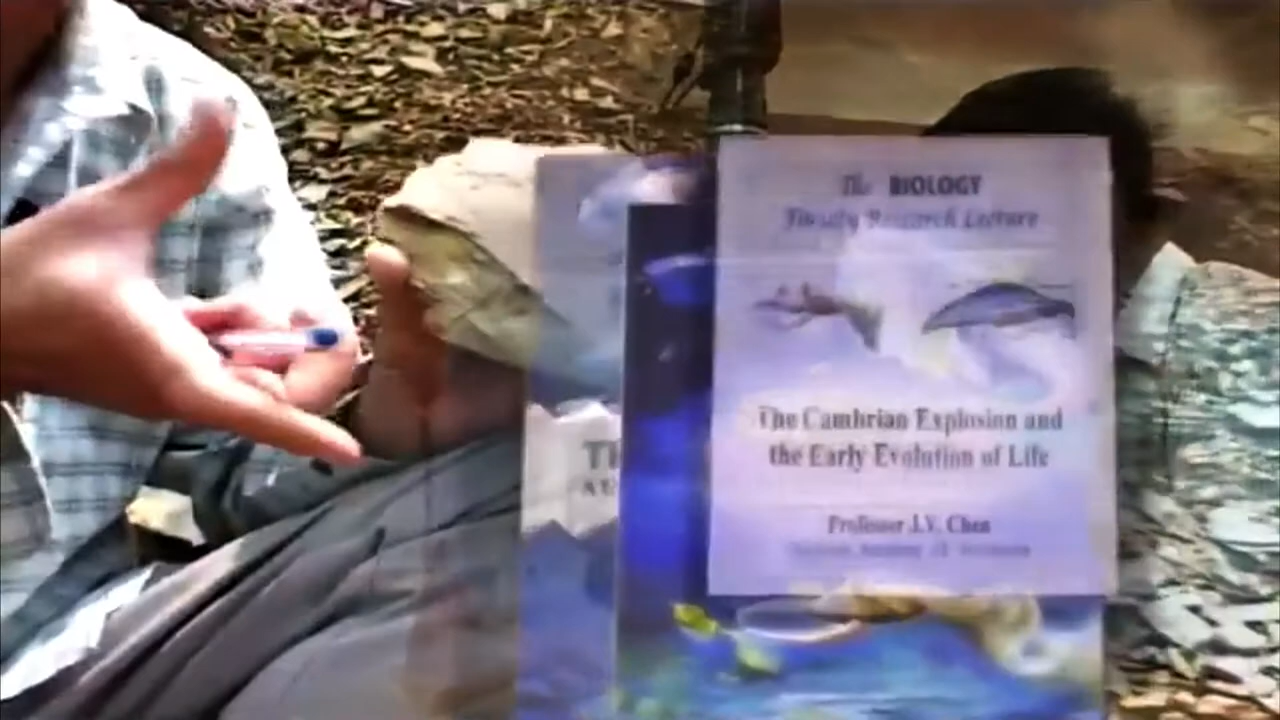 The BIOLOGY
Faculty Research Lecture
The Cambrian Explosion and
the Early Evolution of Life
Professor J.Y. Chen